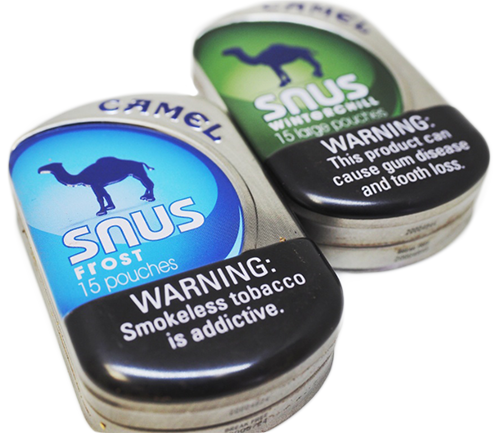 CAMEL
SNUS
FROST
15 pouches
WARNING:
Smokeless tobacco
is addictive.
CAMEL
SNUS
WINTERCHILL
15 large pouches
WARNING:
This product can
cause gum disease
and tooth loss.